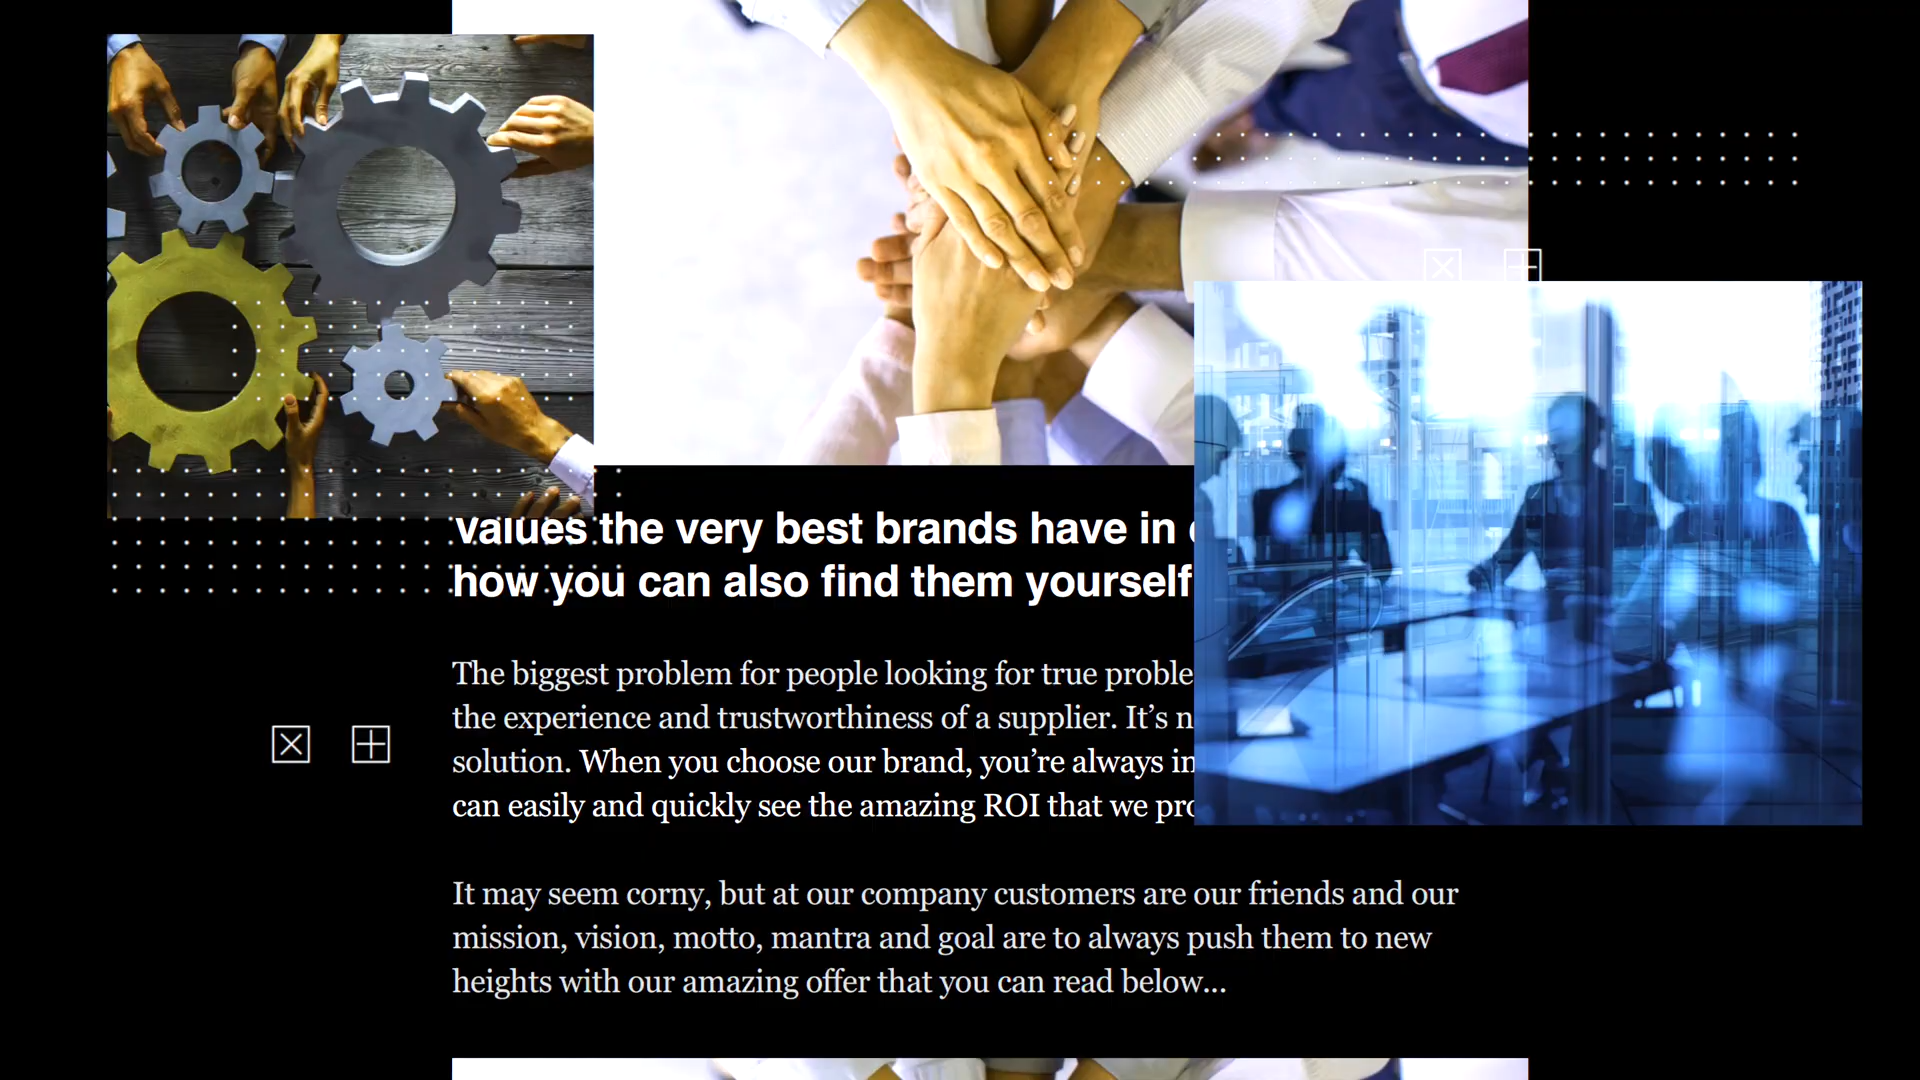 values the very best brands have in
how you can also find them yourself
The biggest problem for people looking for true
the experience and trustworthiness of a supplier. It’s
solution. When you choose our brand, you’re always in
can easily and quickly see the amazing ROI that we
It may seem corny, but at our company customers are our friends and our
mission, vision, motto, mantra and goal are to always push them to new
heights with our amazing offer that you can read below...